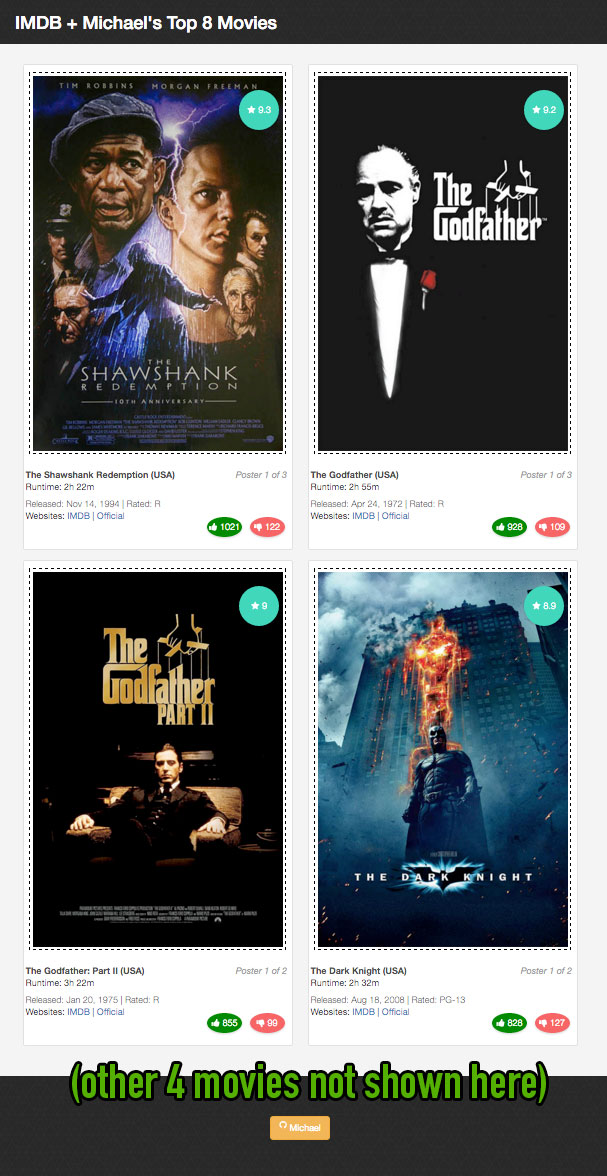 IMDB + Michael's Top 8 Movies
TIM ROBBINS MORGAN FREEMAN
9.3
THE
SHAWSHANK
REDEMPTION
10TH ANNIVERSARY
The Shawshank Redemption (USA) Poster 1 of 3
Runtime: 2h 22m
Released: Nov 14, 1994 | Rated: R
Websites: IMDB | Official
1021 122
9.2
The
Godfather
The Godfather (USA) Poster 1 of 3
Runtime: 2h 55m
Released: Apr 24, 1972 | Rated: R
Websites: IMDB | Official
928 109
9
The
Godfather
PART II
The Godfather: Part II (USA) Poster 1 of 2
Runtime: 3h 22m
Released: Jan 20, 1975 | Rated: R
Websites: IMDB | Official
855 99
8.9
THE DARK KNIGHT
The Dark Knight (USA) Poster 1 of 2
Runtime: 2h 32m
Released: Aug 18, 2008 | Rated: PG-13
Websites: IMDB | Official
828 127
(other 4 movies not shown here)
Michael